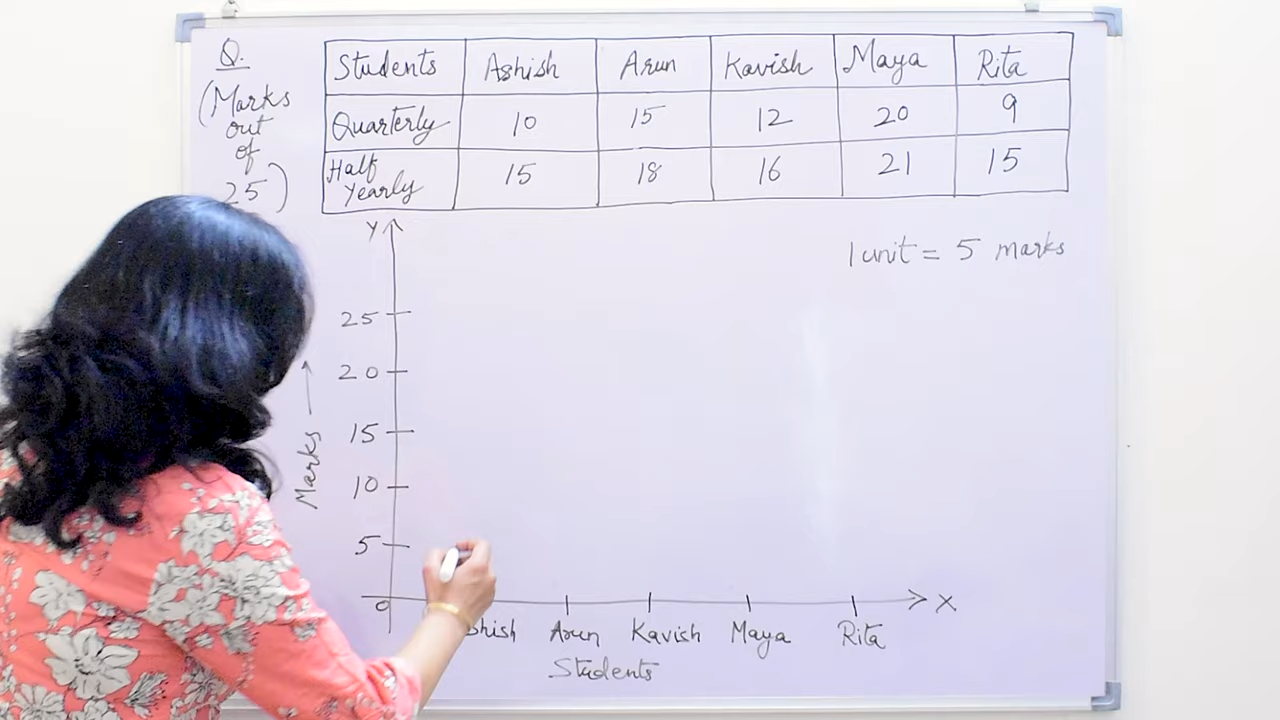 Q.
(Marks
out
of
25)
Students Ashish Arun Kavish Maya Rita
Quarterly 10 15 12 20 9
Half Yearly 15 18 16 21 15
Y
1 unit = 5 marks
25
20
15
10
5
0
Marks
X
Arun Kavish Maya Rita
Students